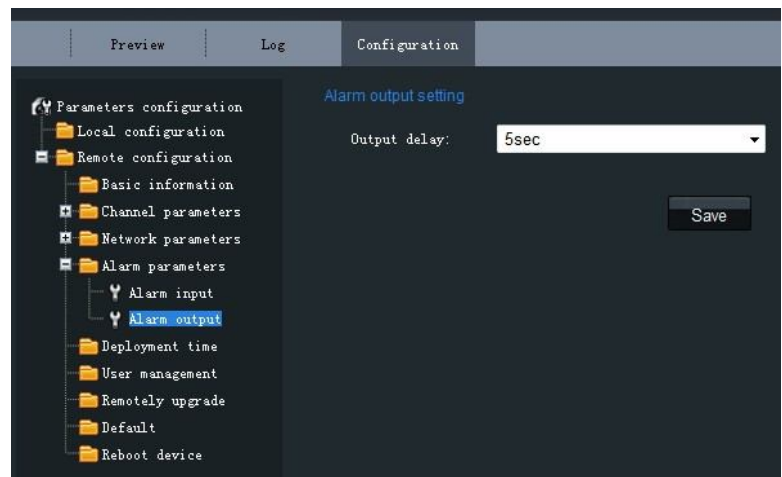 Preview
Log
Configuration
Parameters configuration
Local configuration
Remote configuration
Basic information
Channel parameters
Network parameters
Alarm parameters
Alarm input
Alarm output
Deployment time
User management
Remotely upgrade
Default
Reboot device
Alarm output setting
Output delay:
5sec
Save